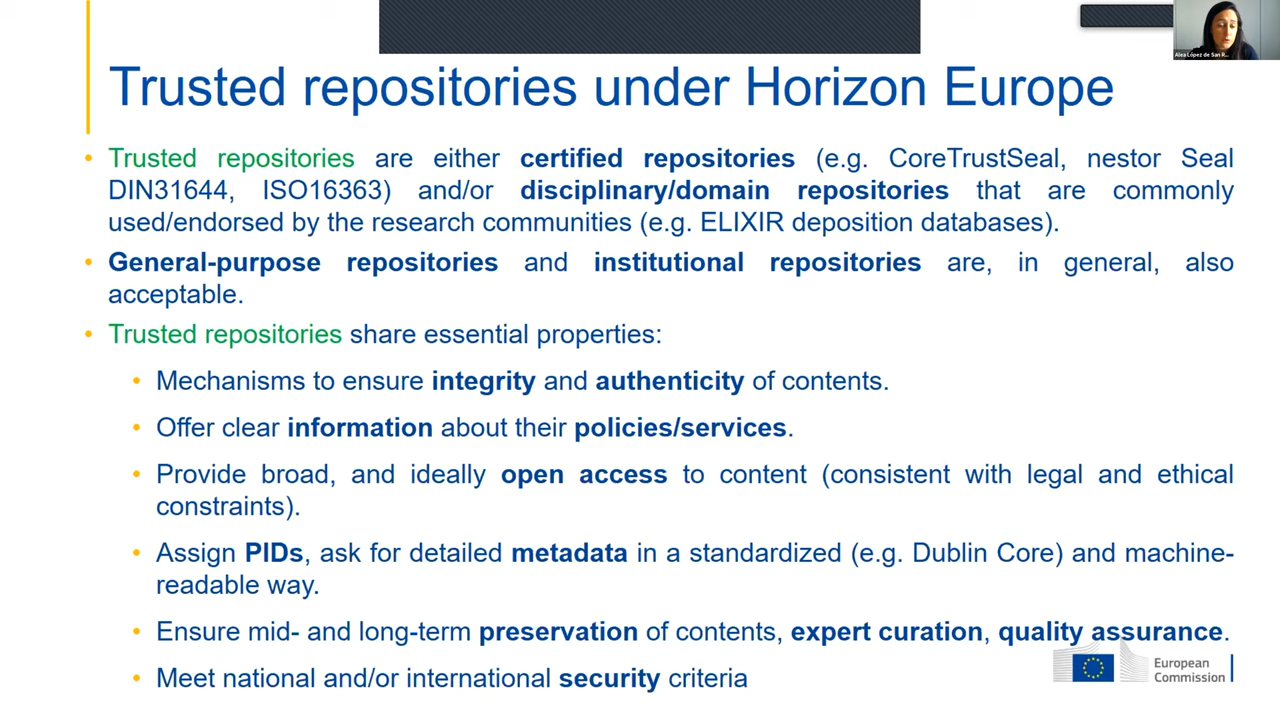 Alea López de San R...
Trusted repositories under Horizon Europe
• Trusted repositories are either certified repositories (e.g. CoreTrustSeal, nestor Seal
DIN31644, ISO16363) and/or disciplinary/domain repositories that are commonly
used/endorsed by the research communities (e.g. ELIXIR deposition databases).
• General-purpose repositories and institutional repositories are, in general, also
acceptable.
• Trusted repositories share essential properties:
• Mechanisms to ensure integrity and authenticity of contents.
• Offer clear information about their policies/services.
• Provide broad, and ideally open access to content (consistent with legal and ethical
constraints).
• Assign PIDs, ask for detailed metadata in a standardized (e.g. Dublin Core) and machine-
readable way.
• Ensure mid- and long-term preservation of contents, expert curation, quality assurance.
• Meet national and/or international security criteria
European
Commission